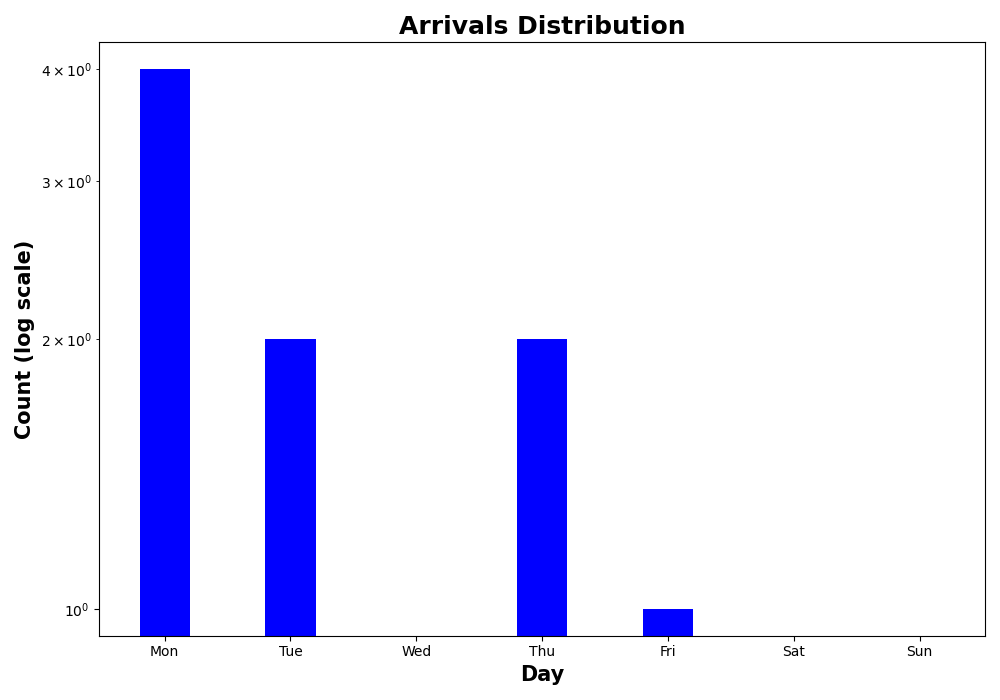 Arrivals Distribution
Count (log scale)
4 × 10⁰
3 × 10⁰
2 × 10⁰
10⁰
Mon Tue Wed Thu Fri Sat Sun
Day